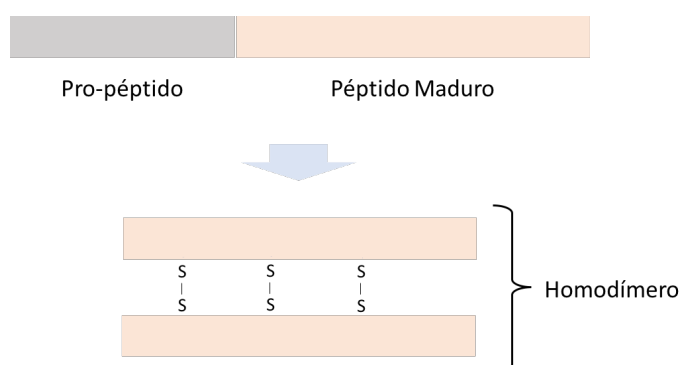 Pro-péptido
Péptido Maduro
S S S
S S S
Homodímero